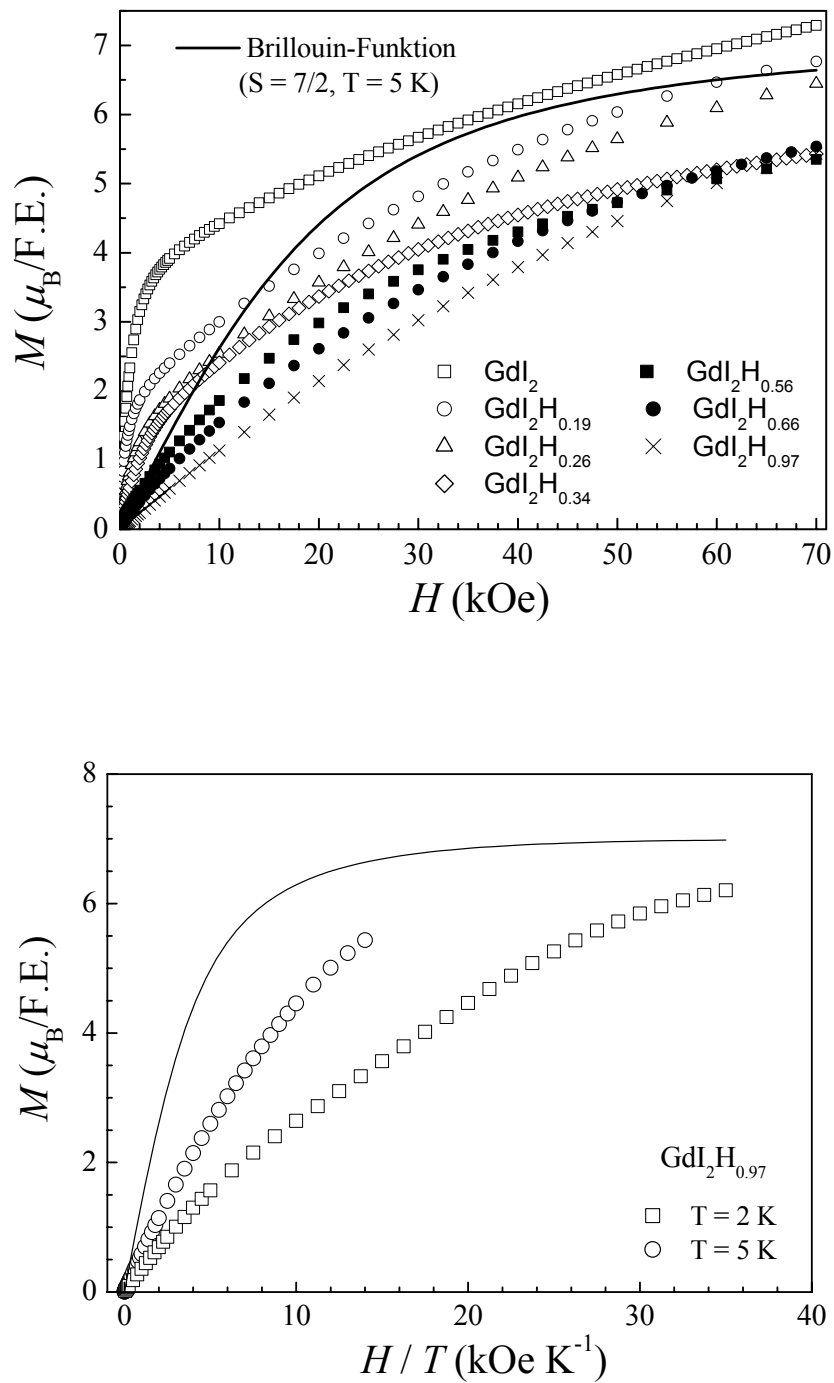 7
6
5
4
3
2
1
0
M (μB/F.E.)
Brillouin-Funktion
(S = 7/2, T = 5 K)
GdI2 GdI2H0.56
GdI2H0.19 GdI2H0.66
GdI2H0.26 GdI2H0.97
GdI2H0.34
0 10 20 30 40 50 60 70
H (kOe)
8
6
4
2
0
M (μB/F.E.)
GdI2H0.97
T = 2 K
T = 5 K
0 10 20 30 40
H / T (kOe K-1)